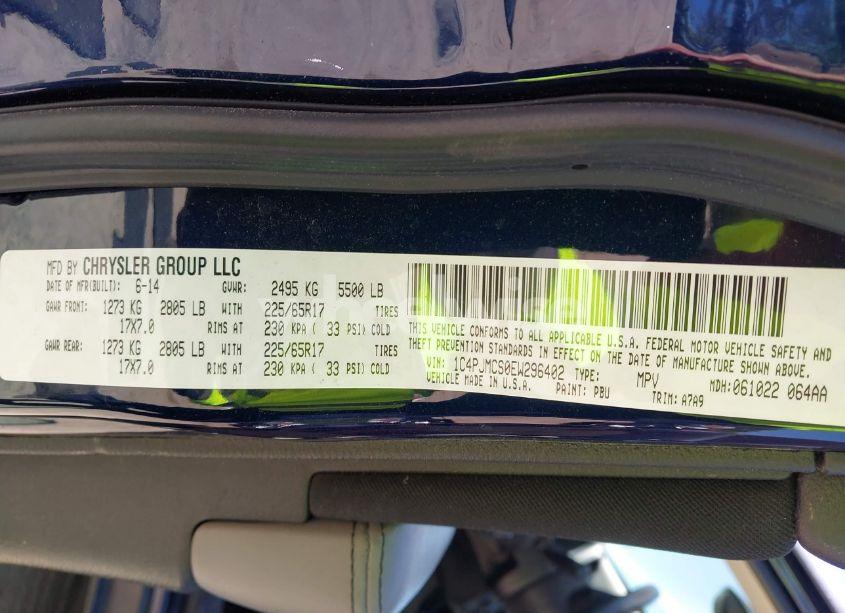 MFD BY CHRYSLER GROUP LLC
DATE OF MFR(BUILT): 6-14 GVWR: 2495 KG 5500 LB
GAWR FRONT: 1273 KG 2805 LB WITH 225/65R17 TIRES
17X7.0 RIMS AT 230 KPA ( 33 PSI) COLD
GAWR REAR: 1273 KG 2805 LB WITH 225/65R17 TIRES
17X7.0 RIMS AT 230 KPA ( 33 PSI) COLD
THIS VEHICLE CONFORMS TO ALL APPLICABLE U.S.A. FEDERAL MOTOR VEHICLE SAFETY AND
THEFT PREVENTION STANDARDS IN EFFECT ON THE DATE OF MANUFACTURE SHOWN ABOVE.
VIN: 1C4PJMCS0EW296402 TYPE: MPV MDH:061022 064AA
VEHICLE MADE IN U.S.A. PAINT: PBU TRIM: A7A9